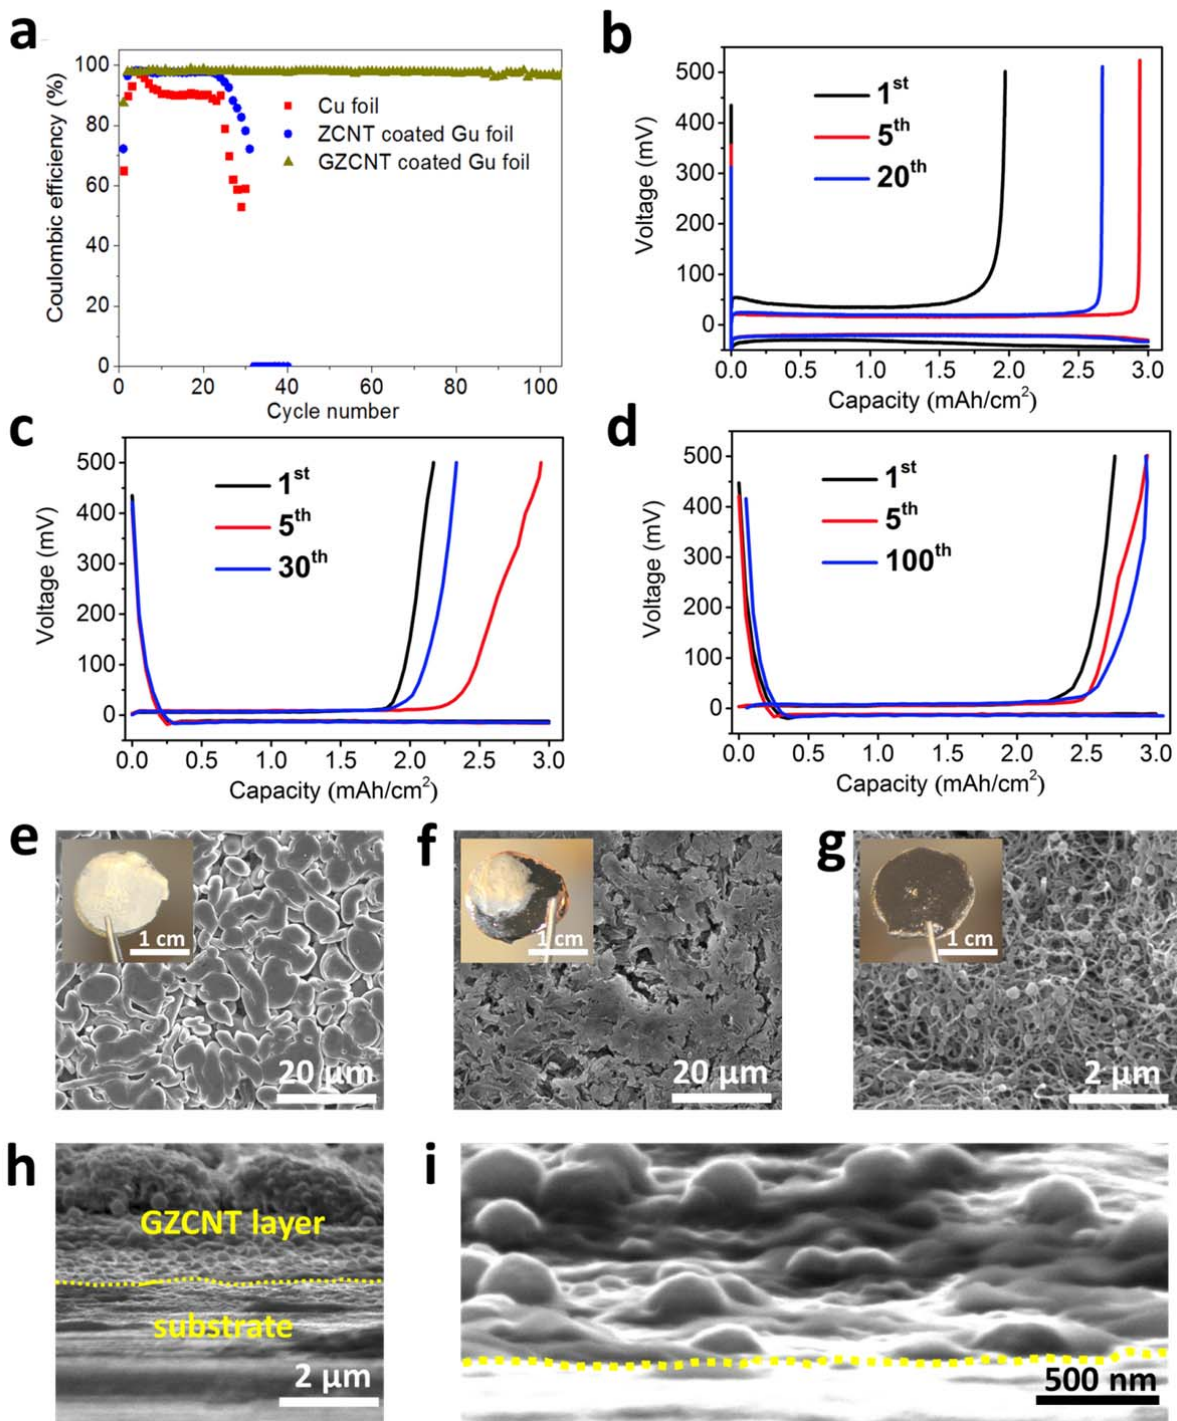 a
Coulombic efficiency (%)
100
80
60
40
20
0
Cu foil
ZCNT coated Gu foil
GZCNT coated Gu foil
0 20 40 60 80 100
Cycle number
b
Voltage (mV)
500
400
300
200
100
0
1st
5th
20th
0.0 0.5 1.0 1.5 2.0 2.5 3.0
Capacity (mAh/cm²)
c
Voltage (mV)
500
400
300
200
100
0
1st
5th
30th
0.0 0.5 1.0 1.5 2.0 2.5 3.0
Capacity (mAh/cm²)
d
Voltage (mV)
500
400
300
200
100
0
1st
5th
100th
0.0 0.5 1.0 1.5 2.0 2.5 3.0
Capacity (mAh/cm²)
e
1 cm
20 μm
f
1 cm
20 μm
g
1 cm
2 μm
h
GZCNT layer
substrate
2 μm
i
500 nm